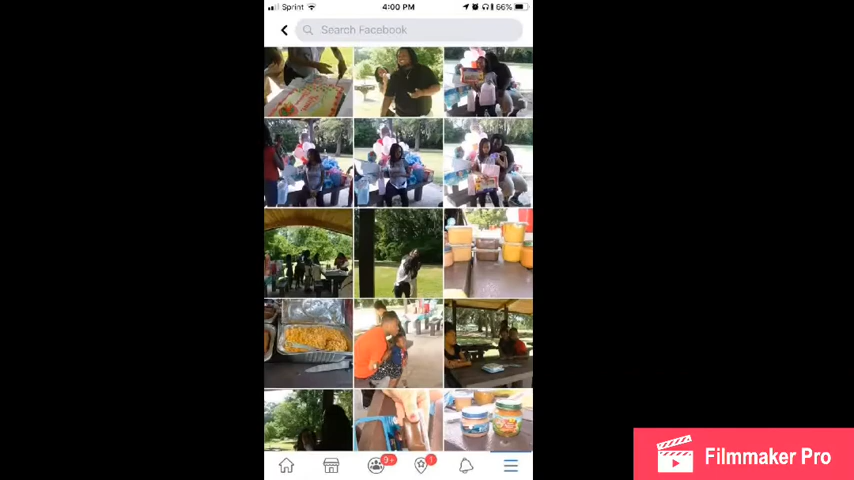 Sprint 4:00 PM 66%
Search Facebook
9+ 1
Filmmaker Pro